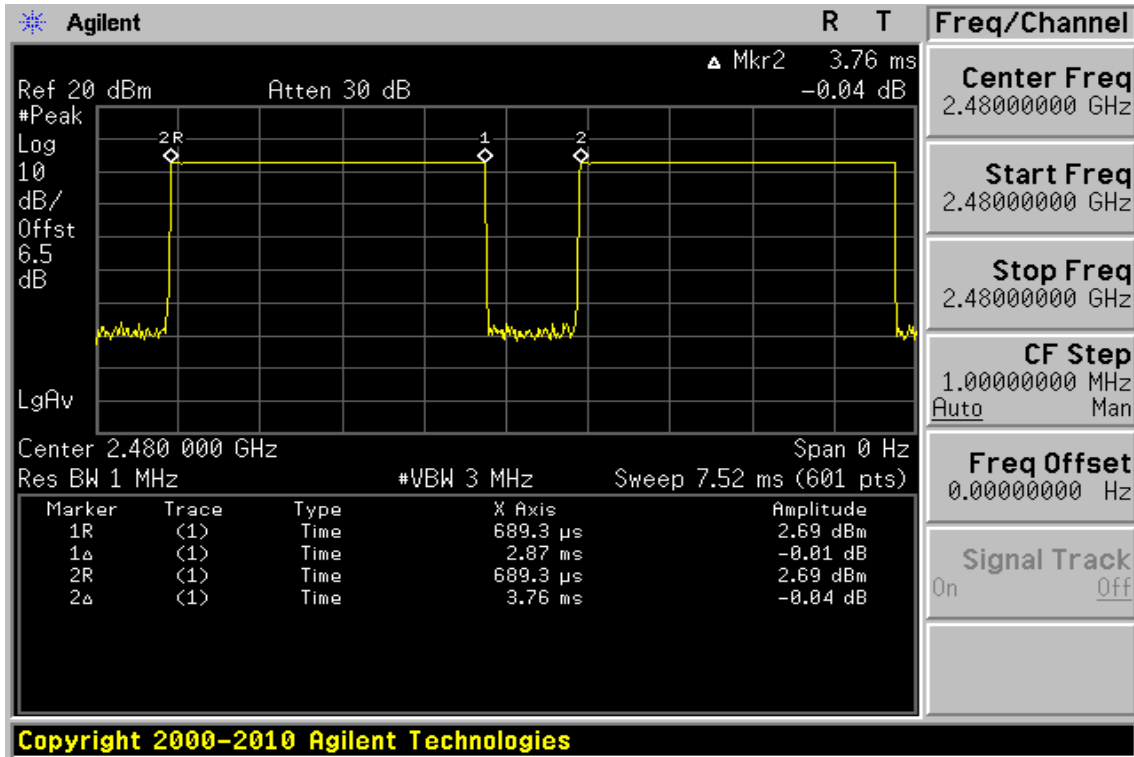 Agilent R T
Freq/Channel
Δ Mkr2 3.76 ms
Ref 20 dBm Atten 30 dB -0.04 dB
#Peak
Log
10
dB/
Offst
6.5
dB
LgAv
2R
1
2
Center 2.480 000 GHz Span 0 Hz
Res BW 1 MHz #VBW 3 MHz Sweep 7.52 ms (601 pts)
Marker Trace Type X Axis Amplitude
1R (1) Time 689.3 µs 2.69 dBm
1Δ (1) Time 2.87 ms -0.01 dB
2R (1) Time 689.3 µs 2.69 dBm
2Δ (1) Time 3.76 ms -0.04 dB
Center Freq
2.48000000 GHz
Start Freq
2.48000000 GHz
Stop Freq
2.48000000 GHz
CF Step
1.00000000 MHz
Auto Man
Freq Offset
0.00000000 Hz
Signal Track
On Off
Copyright 2000-2010 Agilent Technologies